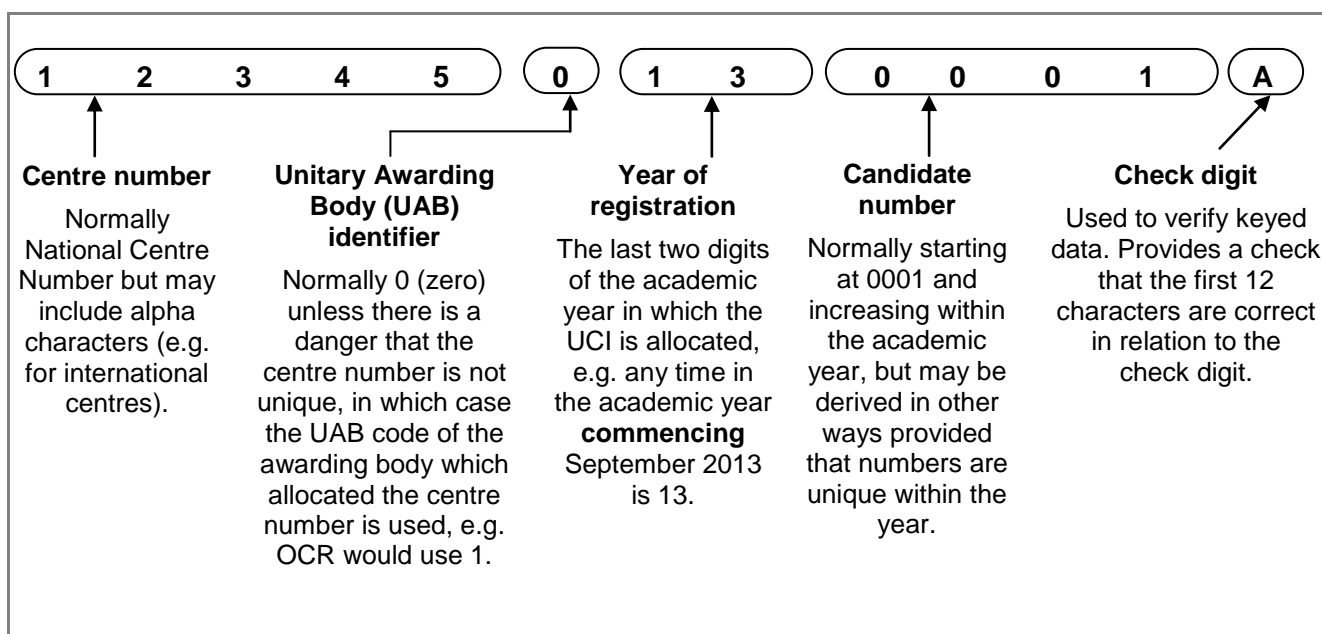 1 2 3 4 5 0 1 3 0 0 0 1 A
Centre number
Normally
National Centre
Number but may
include alpha
characters (e.g.
for international
centres).
Unitary Awarding
Body (UAB)
identifier
Normally 0 (zero)
unless there is a
danger that the
centre number is not
unique, in which case
the UAB code of the
awarding body which
allocated the centre
number is used, e.g.
OCR would use 1.
Year of
registration
The last two digits
of the academic
year in which the
UCI is allocated,
e.g. any time in
the academic year
commencing
September 2013
is 13.
Candidate
number
Normally starting
at 0001 and
increasing within
the academic
year, but may be
derived in other
ways provided
that numbers are
unique within the
year.
Check digit
Used to verify keyed
data. Provides a check
that the first 12
characters are correct
in relation to the
check digit.